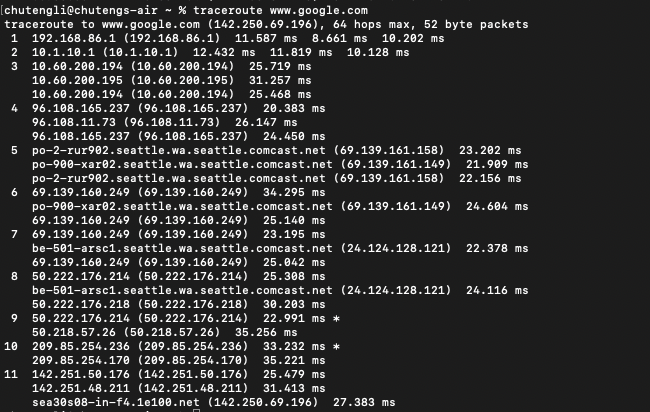 [chutengli@chutengs-air ~ % traceroute www.google.com
traceroute to www.google.com (142.250.69.196), 64 hops max, 52 byte packets
1 192.168.86.1 (192.168.86.1) 11.587 ms 8.661 ms 10.202 ms
2 10.1.10.1 (10.1.10.1) 12.432 ms 11.819 ms 10.128 ms
3 10.60.200.194 (10.60.200.194) 25.719 ms
10.60.200.195 (10.60.200.195) 31.257 ms
10.60.200.194 (10.60.200.194) 25.468 ms
4 96.108.165.237 (96.108.165.237) 20.383 ms
96.108.11.73 (96.108.11.73) 26.147 ms
96.108.165.237 (96.108.165.237) 24.450 ms
5 po-2-rur902.seattle.wa.seattle.comcast.net (69.139.161.158) 23.202 ms
po-900-xar02.seattle.wa.seattle.comcast.net (69.139.161.149) 21.909 ms
po-2-rur902.seattle.wa.seattle.comcast.net (69.139.161.158) 22.156 ms
6 69.139.160.249 (69.139.160.249) 34.295 ms
po-900-xar02.seattle.wa.seattle.comcast.net (69.139.161.149) 24.604 ms
69.139.160.249 (69.139.160.249) 25.140 ms
7 69.139.160.249 (69.139.160.249) 23.195 ms
be-501-arsc1.seattle.wa.seattle.comcast.net (24.124.128.121) 22.378 ms
69.139.160.249 (69.139.160.249) 25.042 ms
8 50.222.176.214 (50.222.176.214) 25.308 ms
be-501-arsc1.seattle.wa.seattle.comcast.net (24.124.128.121) 24.116 ms
50.222.176.218 (50.222.176.218) 30.203 ms
9 50.222.176.214 (50.222.176.214) 22.991 ms *
50.218.57.26 (50.218.57.26) 35.256 ms
10 209.85.254.236 (209.85.254.236) 33.232 ms *
209.85.254.170 (209.85.254.170) 35.221 ms
11 142.251.50.176 (142.251.50.176) 25.479 ms
142.251.48.211 (142.251.48.211) 31.413 ms
sea30s08-in-f4.1e100.net (142.250.69.196) 27.383 ms